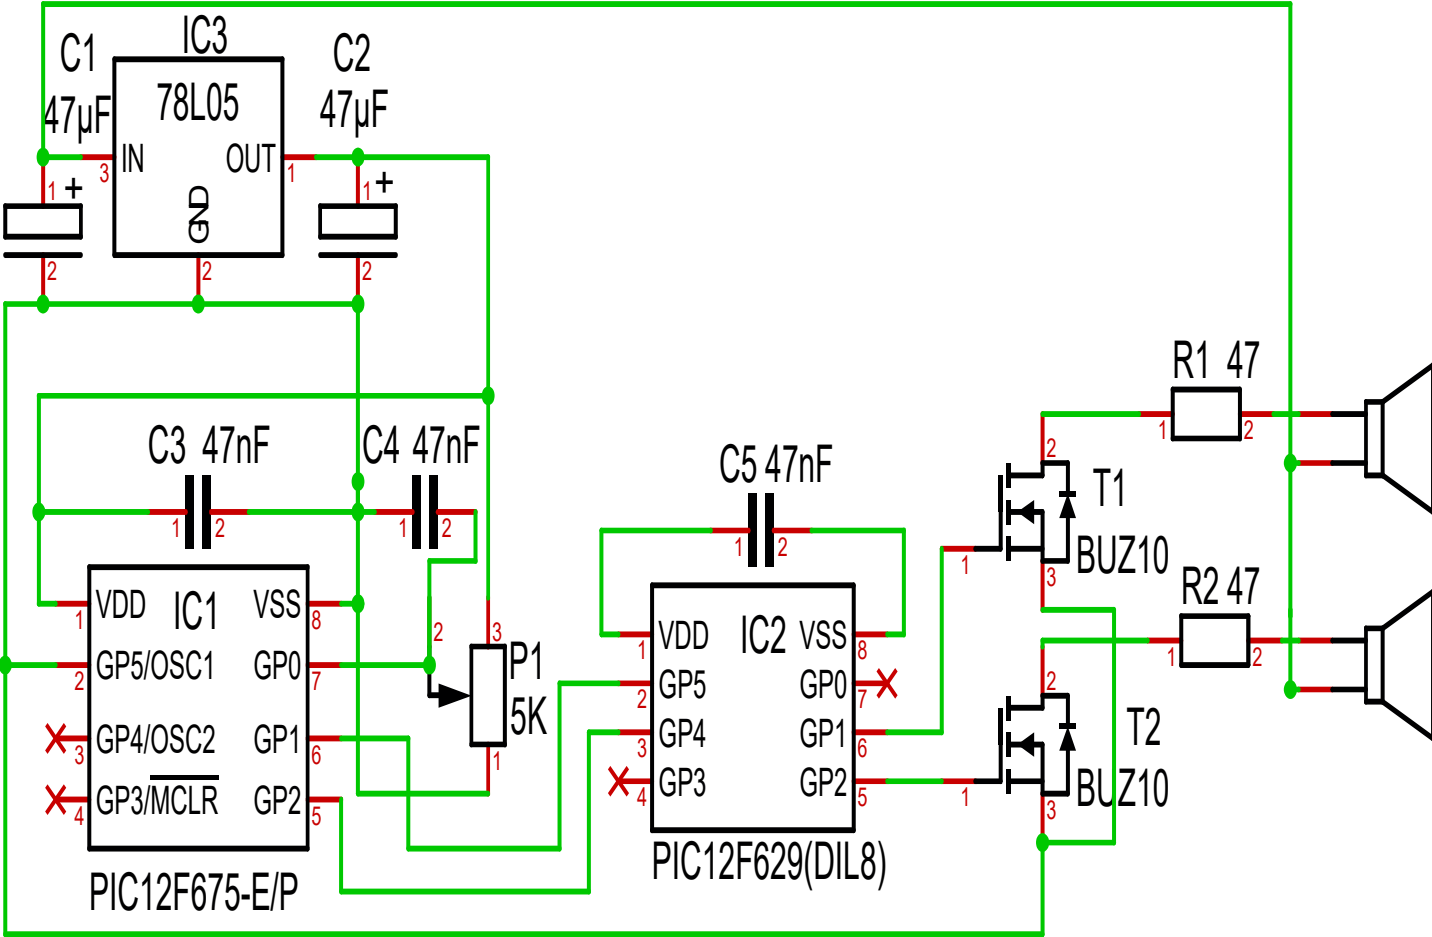 C1
47µF
IC3
78L05
IN
OUT
GND
3
1
2
C2
47µF
1
+
2
1
+
2
C3 47nF
1
2
C4 47nF
1
2
VDD
IC1
VSS
1
8
GP5/OSC1
GP0
2
7
GP4/OSC2
GP1
3
6
GP3/MCLR
GP2
4
5
PIC12F675-E/P
2
3
P1
5K
1
C5 47nF
1
2
VDD
IC2
VSS
1
8
GP5
GP0
2
7
GP4
GP1
3
6
GP3
GP2
4
5
PIC12F629(DIL8)
R1 47
1
2
2
T1
BUZ10
1
3
R2 47
1
2
2
T2
BUZ10
1
3